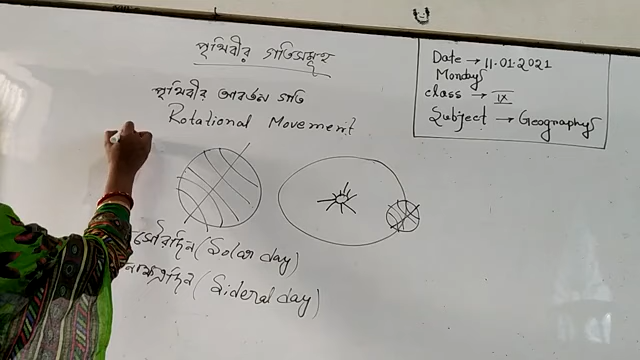 পৃথিবীর গতিসমূহ
পৃথিবীর আবর্তন গতি
Rotational Movement
সৌরদিন (Solar day)
নাক্ষত্রদিন (Sideral day)
Date → 11.01.2021
Monday
class → IX
Subject → Geography